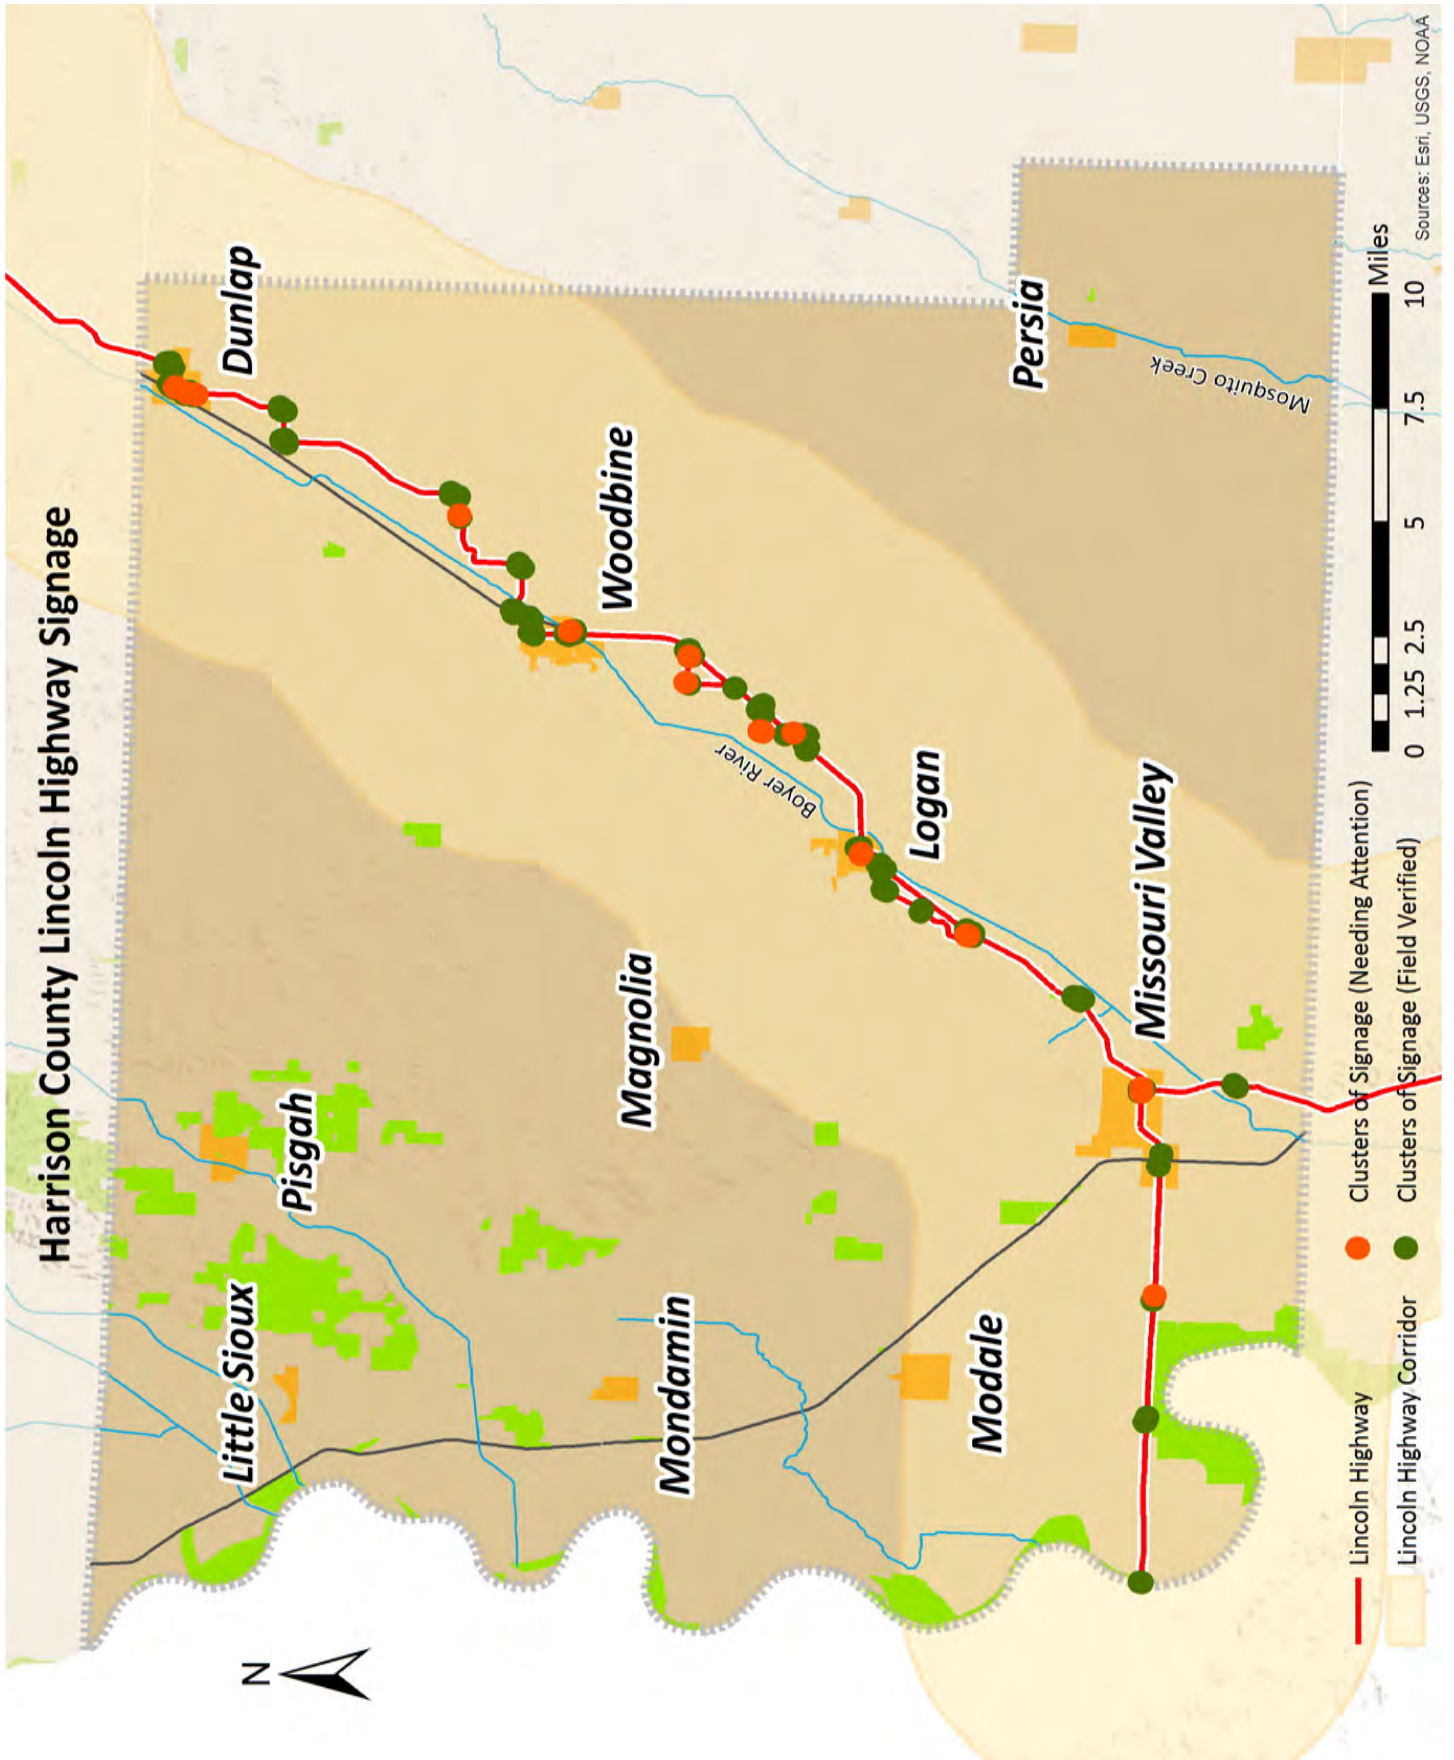 Harrison County Lincoln Highway Signage
N
Dunlap
Pisgah
Little Sioux
Woodbine
Magnolia
Mondamin
Boyer River
Persia
Logan
Modale
Mosquito Creek
Missouri Valley
Lincoln Highway
Clusters of Signage (Needing Attention)
Lincoln Highway Corridor
Clusters of Signage (Field Verified)
Miles
0 1.25 2.5 5 7.5 10
Sources: Esri, USGS, NOAA